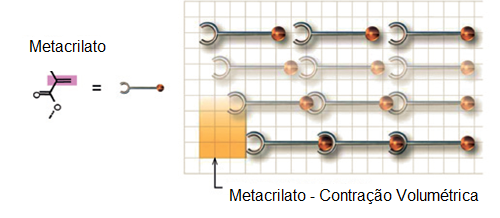 Metacrilato
=
O
O
Metacrilato - Contração Volumétrica